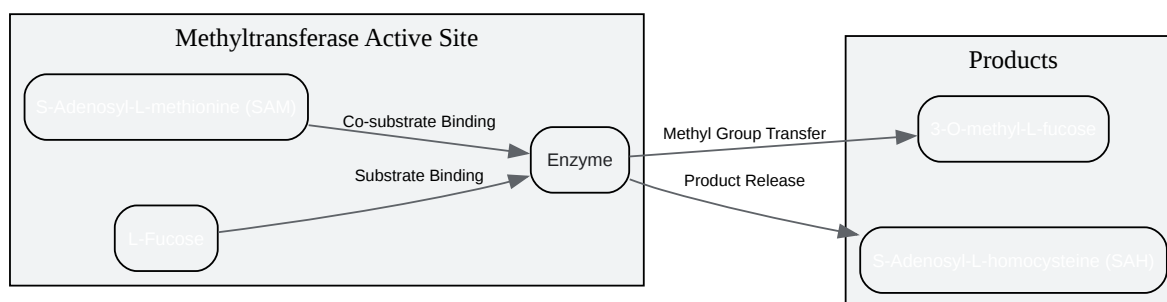 Methyltransferase Active Site
S-Adenosyl-L-methionine (SAM)
Co-substrate Binding
L-Fucose
Substrate Binding
Enzyme
Methyl Group Transfer
Product Release
Products
3-O-methyl-L-fucose
S-Adenosyl-L-homocysteine (SAH)